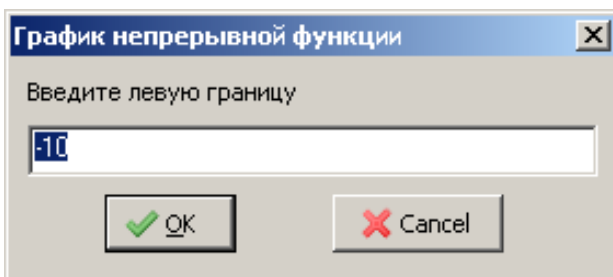 График непрерывной функции
Введите левую границу
-10
OK
Cancel